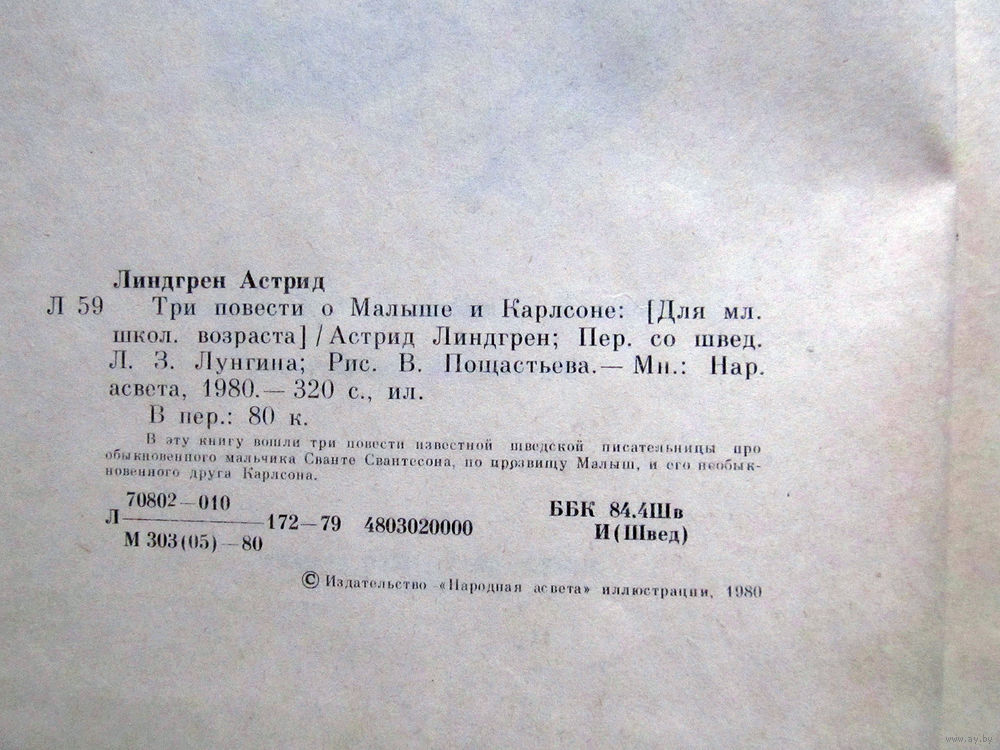 Линдгрен Астрид
Л 59 Три повести о Малыше и Карлсоне: [Для мл.
школ. возраста] / Астрид Линдгрен; Пер. со швед.
Л. З. Лунгина; Рис. В. Пощастьева.— Мн.: Нар.
асвета, 1980.— 320 с., ил.
В пер.: 80 к.
В эту книгу вошли три повести известной шведской писательницы про
обыкновенного мальчика Сванте Свантесона, по прозвищу Малыш, и его необык-
новенного друга Карлсона.
70802—010
Л————172—79 4803020000
М 303(05)—80
ББК 84.4Шв
И(Швед)
© Издательство «Народная асвета» иллюстрации, 1980
www.ay.by